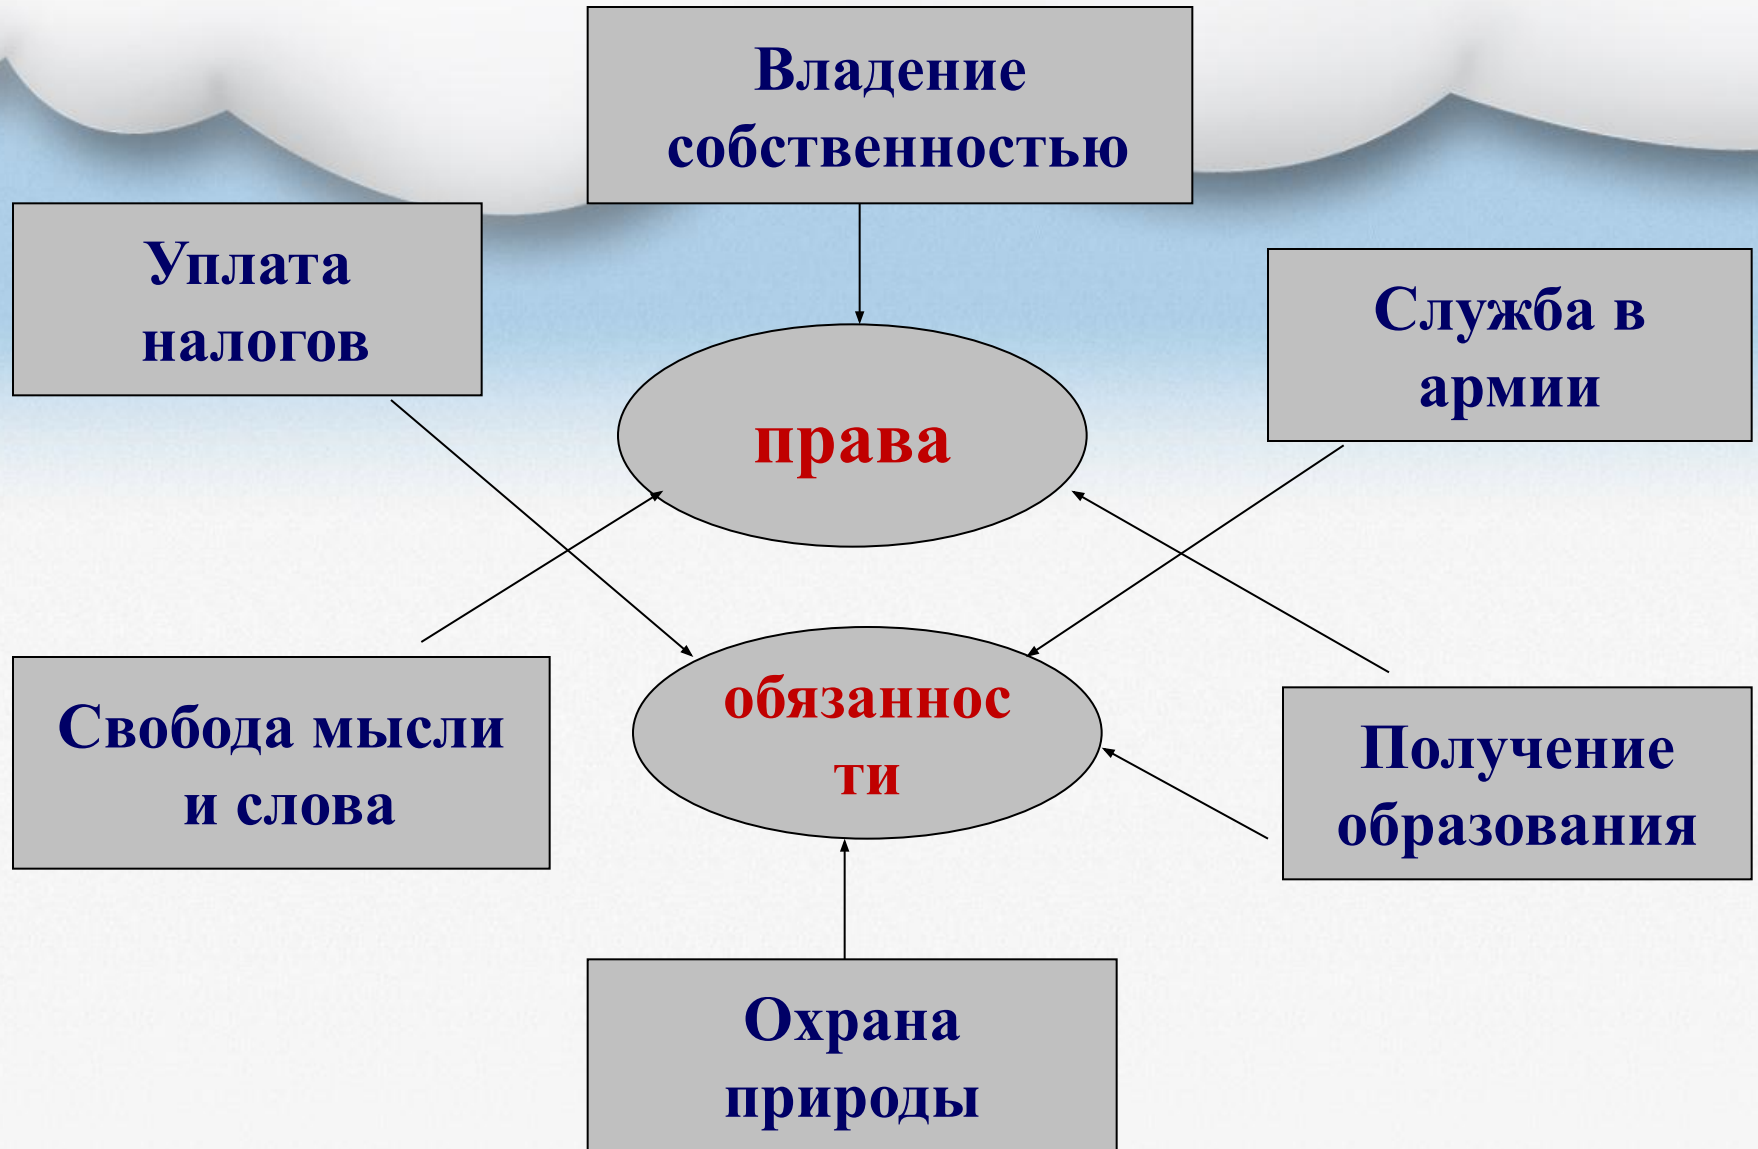 Владение
собственностью
Уплата
налогов
Служба в
армии
права
обязаннос
ти
Свобода мысли
и слова
Получение
образования
Охрана
природы